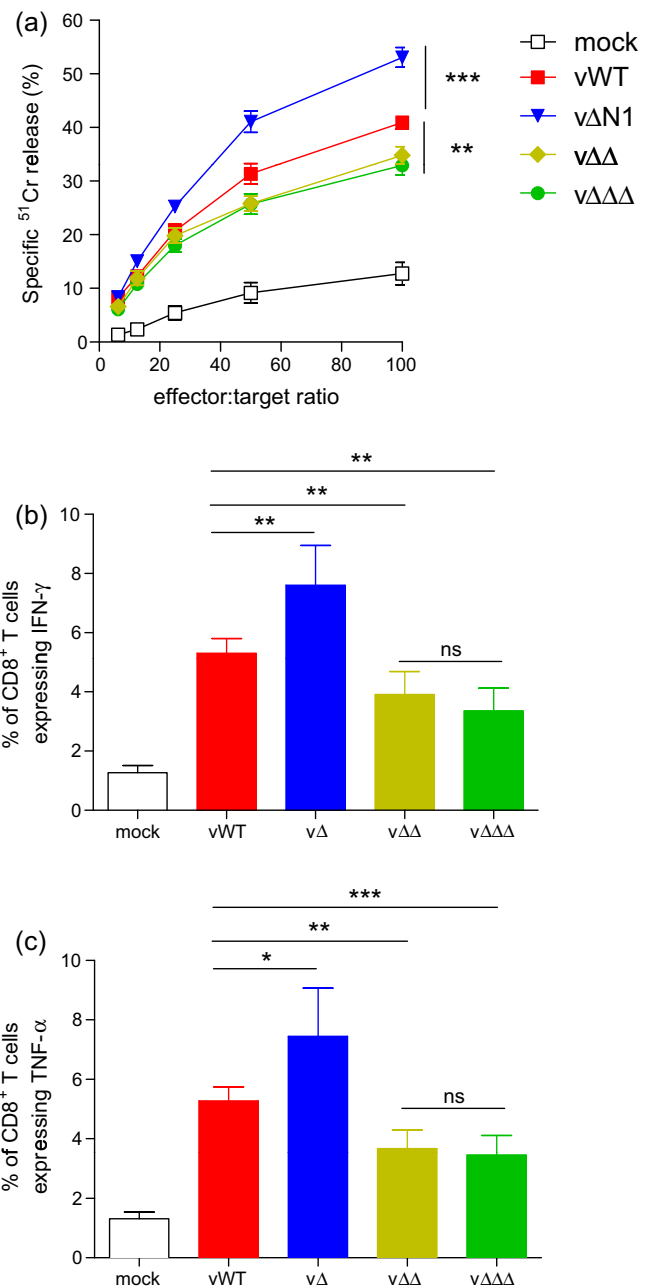 (a)
60
50
40
30
20
10
0
Specific ⁵¹Cr release (%)
0 20 40 60 80 100
effector:target ratio
***
**
mock
vWT
vΔN1
vΔΔ
vΔΔΔ
(b)
**
**
**
ns
10
8
6
4
2
0
% of CD8⁺ T cells
expressing IFN-γ
mock vWT vΔ vΔΔ vΔΔΔ
(c)
***
**
*
ns
10
8
6
4
2
0
% of CD8⁺ T cells
expressing TNF-α
mock vWT vΔ vΔΔ vΔΔΔ